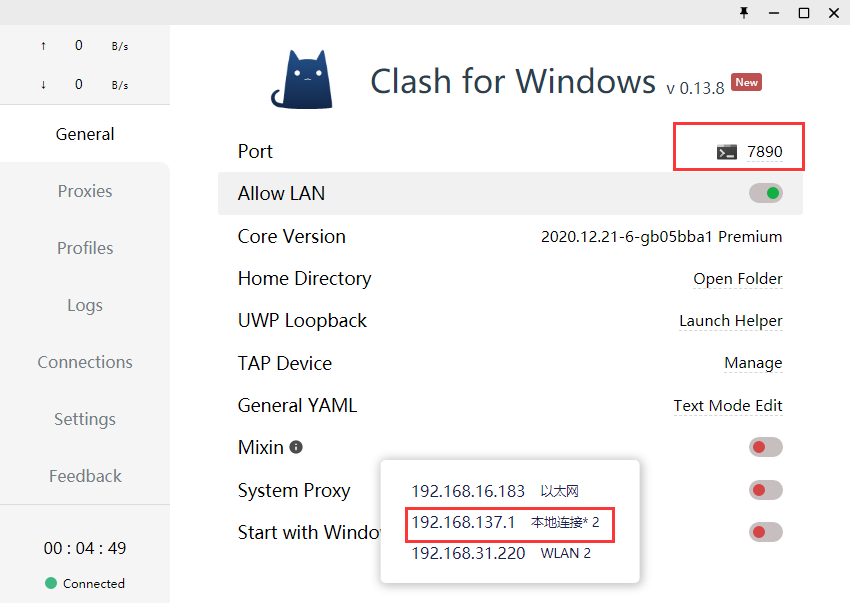 ↑ 0 B/s
↓ 0 B/s
General
Proxies
Profiles
Logs
Connections
Settings
Feedback
00 : 04 : 49
Connected
Clash for Windows v 0.13.8 New
Port 7890
Allow LAN
Core Version 2020.12.21-6-gb05bba1 Premium
Home Directory Open Folder
UWP Loopback Launch Helper
TAP Device Manage
General YAML Text Mode Edit
Mixin
System Proxy
Start with Windo
192.168.16.183 以太网
192.168.137.1 本地连接* 2
192.168.31.220 WLAN 2